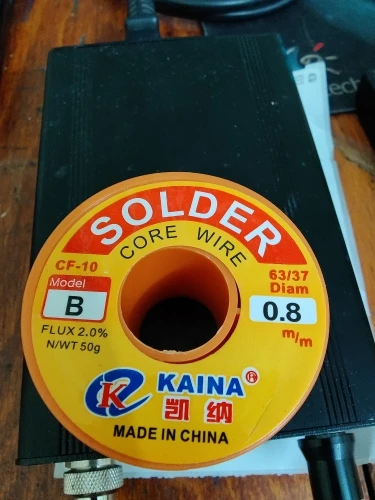 SOLDER
CORE WIRE
CF-10
63/37
Model
Diam
B
0.8
FLUX 2.0%
m/m
N/WT 50g
K KAINA®
凯纳
MADE IN CHINA